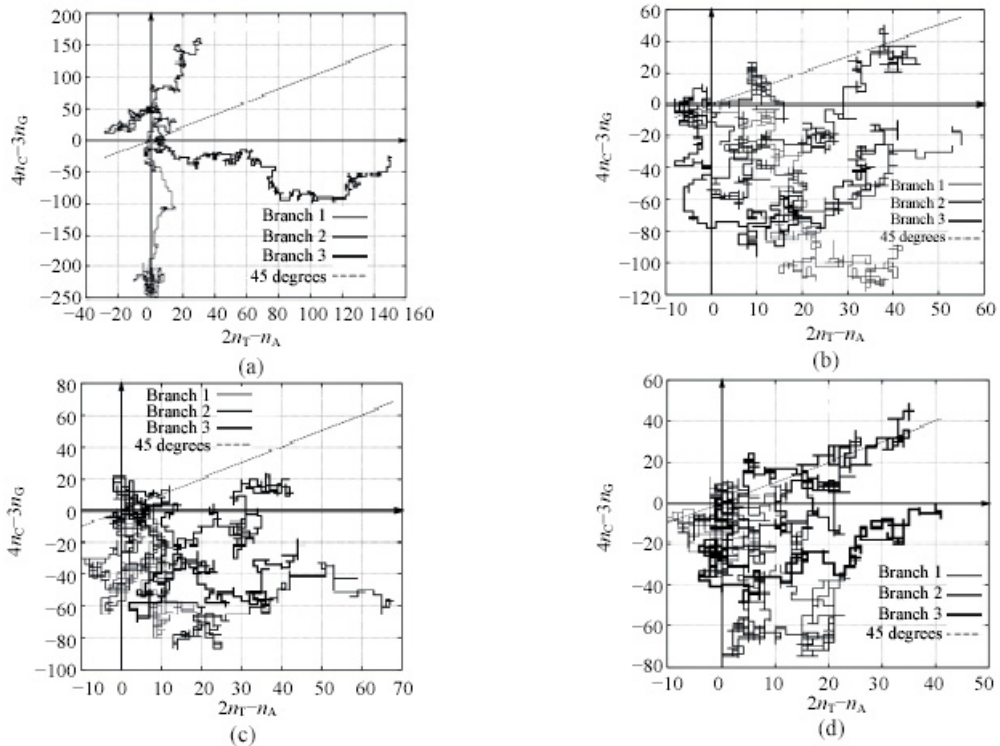 200
150
100
50
0
−50
−100
−150
−200
−250
4nC−3nG
Branch 1
Branch 2
Branch 3
45 degrees
−40 −20 0 20 40 60 80 100 120 140 160
2nT−nA
(a)
60
40
20
0
−20
−40
−60
−80
−100
−120
4nC−3nG
Branch 1
Branch 2
Branch 3
45 degrees
−10 0 10 20 30 40 50 60
2nT−nA
(b)
80
60
40
20
0
−20
−40
−60
−80
−100
4nC−3nG
Branch 1
Branch 2
Branch 3
45 degrees
−10 0 10 20 30 40 50 60 70
2nT−nA
(c)
60
40
20
0
−20
−40
−60
−80
4nC−3nG
Branch 1
Branch 2
Branch 3
45 degrees
−10 0 10 20 30 40 50
2nT−nA
(d)